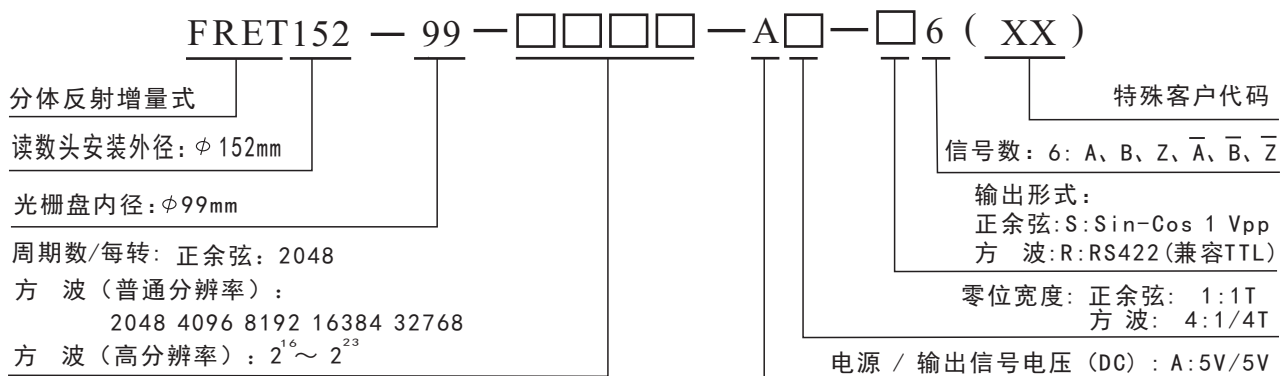 FRET152 — 99 — □□□□ — A□ — □6 ( XX )
分体反射增量式
读数头安装外径: φ152mm
光栅盘内径: φ99mm
周期数/每转: 正余弦: 2048
方 波 (普通分辨率) :
2048 4096 8192 16384 32768
方 波 (高分辨率) : 2¹⁶～ 2²³
特殊客户代码
信号数: 6: A、B、Z、A̅、B̅、Z̅
输出形式:
正余弦:S:Sin-Cos 1 Vpp
方 波:R:RS422(兼容TTL)
零位宽度: 正余弦: 1:1T
方 波: 4:1/4T
电源 / 输出信号电压 (DC) : A:5V/5V